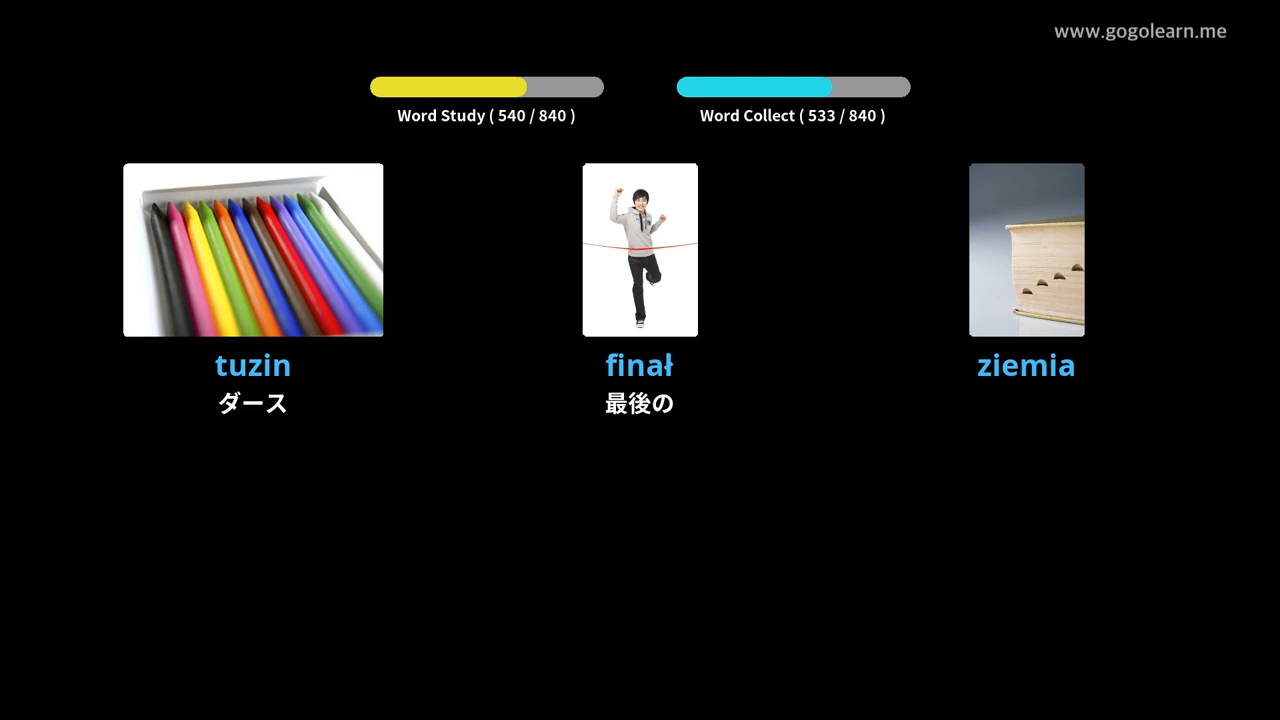 www.gogolearn.me
Word Study ( 540 / 840 )
Word Collect ( 533 / 840 )
tuzin
finał
ziemia
ダース
最後の